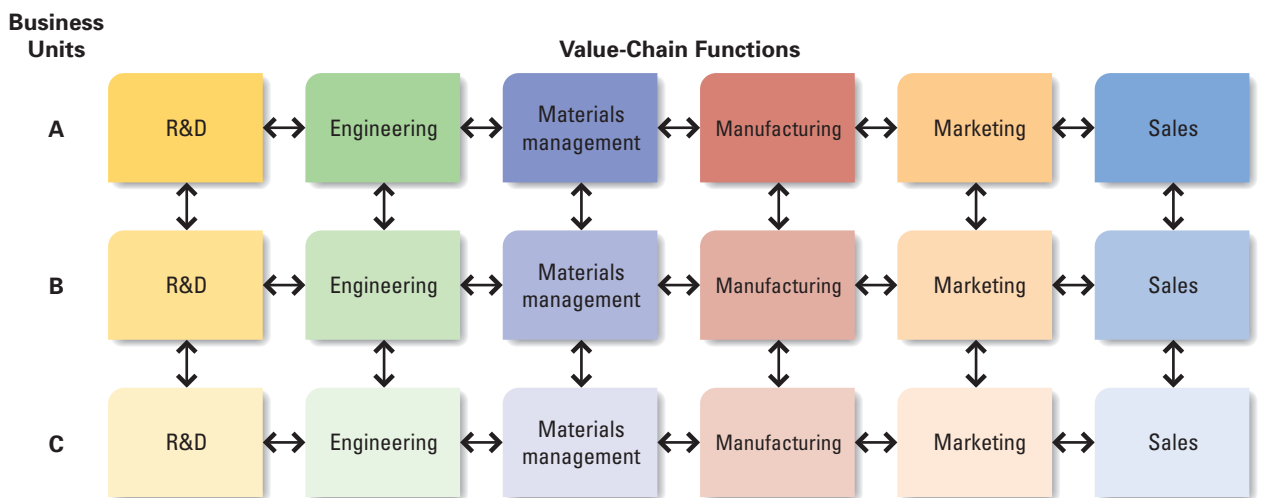 Business
Units
Value-Chain Functions
A
R&D
Engineering
Materials
management
Manufacturing
Marketing
Sales
B
R&D
Engineering
Materials
management
Manufacturing
Marketing
Sales
C
R&D
Engineering
Materials
management
Manufacturing
Marketing
Sales